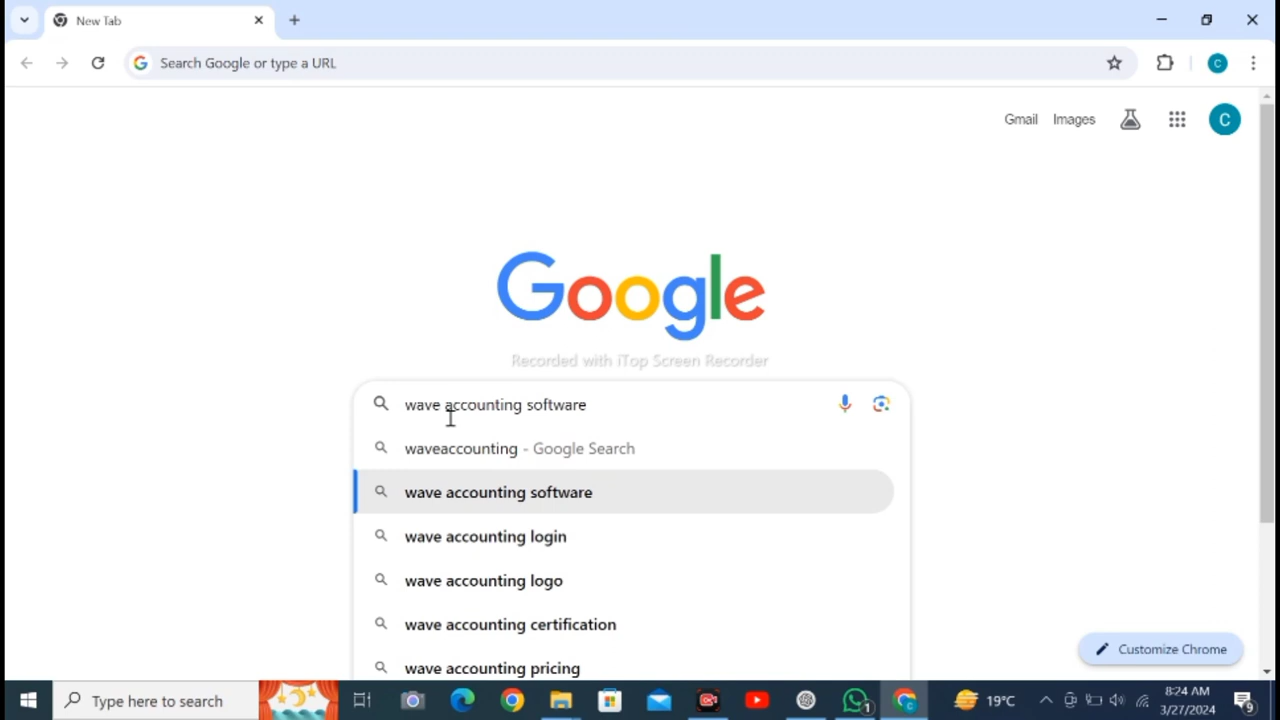 New Tab
Search Google or type a URL
C
Gmail Images
C
Google
Recorded with iTop Screen Recorder
wave accounting software
waveaccounting - Google Search
wave accounting software
wave accounting login
wave accounting logo
wave accounting certification
wave accounting pricing
Customize Chrome
Type here to search
1
C
19°C
8:24 AM
3/27/2024
9